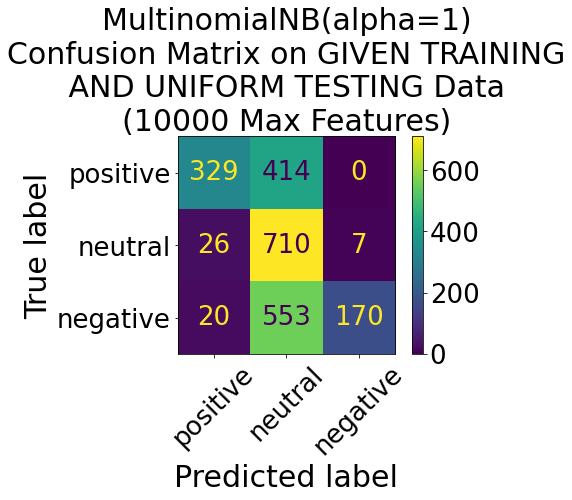 MultinomialNB(alpha=1)
Confusion Matrix on GIVEN TRAINING
AND UNIFORM TESTING Data
(10000 Max Features)
positive 329 414 0
neutral 26 710 7
negative 20 553 170
600
400
200
0
True label
positive neutral negative
Predicted label